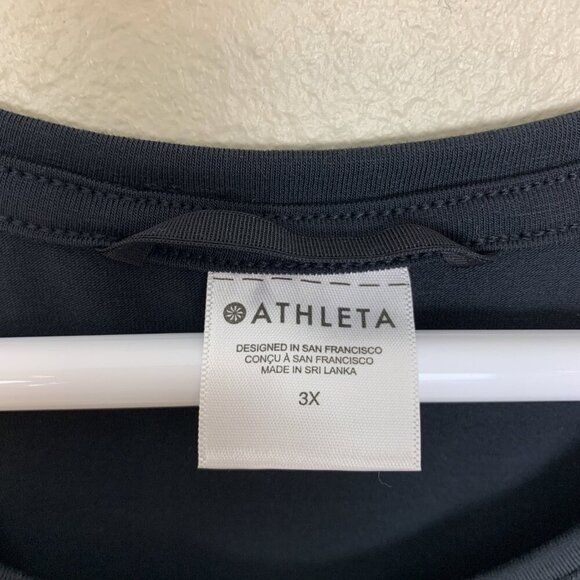 ATHLETA
DESIGNED IN SAN FRANCISCO
CONÇU À SAN FRANCISCO
MADE IN SRI LANKA
3X